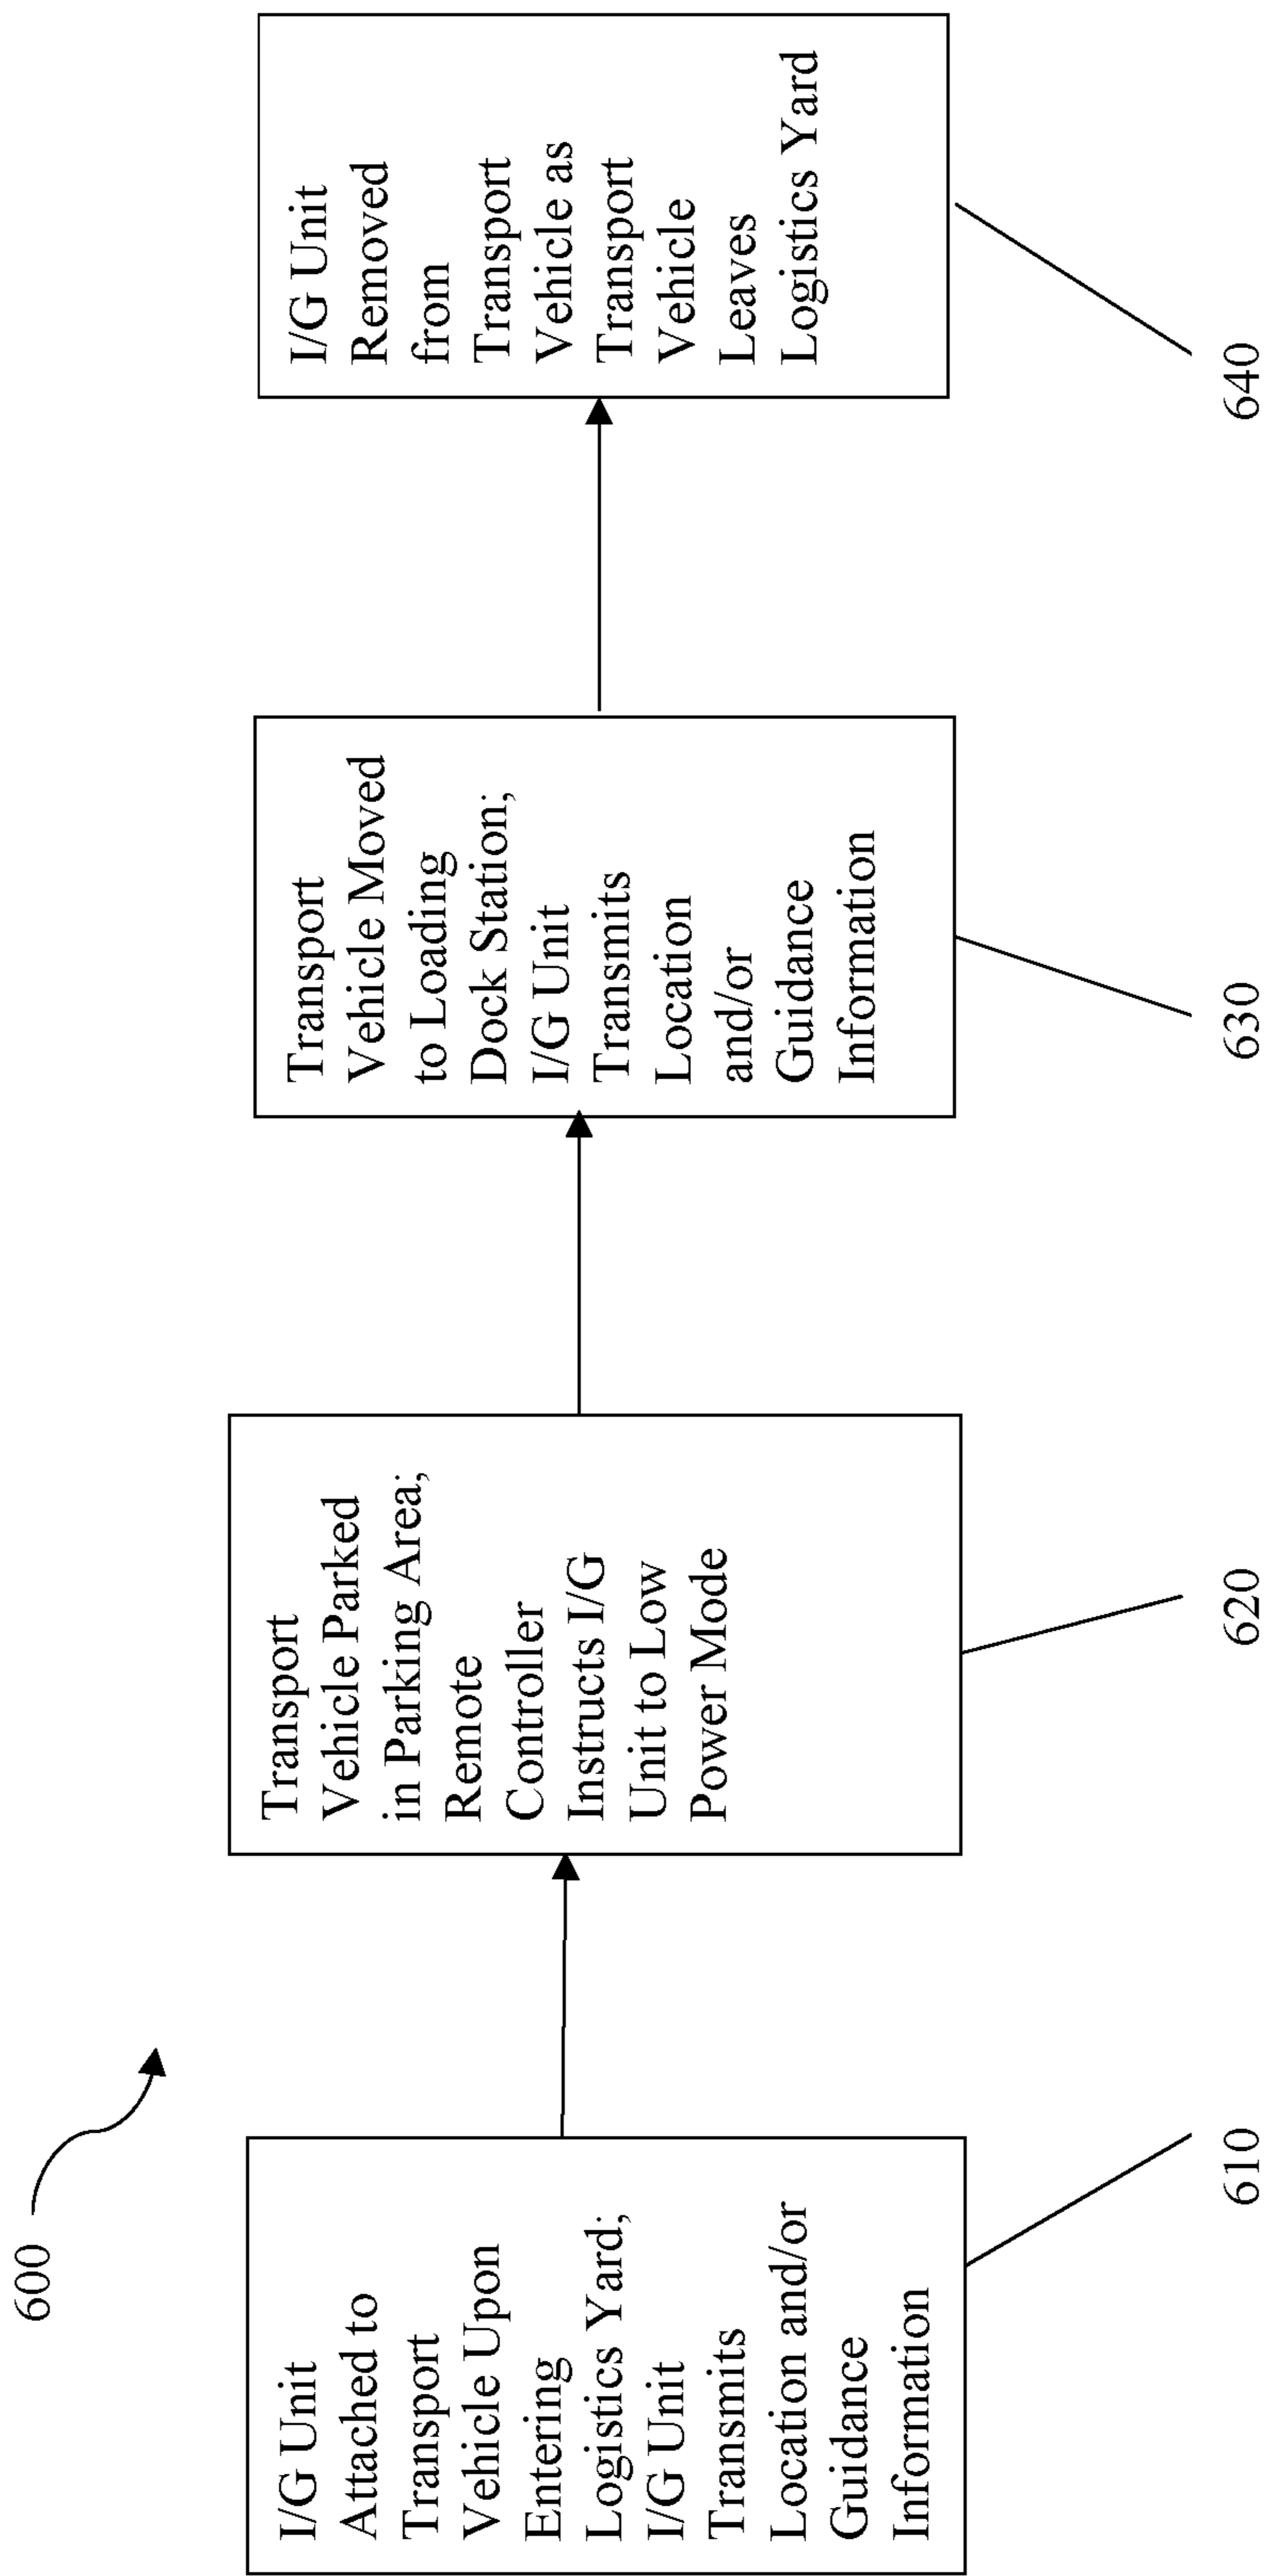 600
I/G Unit
Attached to
Transport
Vehicle Upon
Entering
Logistics Yard;
I/G Unit
Transmits
Location and/or
Guidance
Information
610
Transport
Vehicle Parked
in Parking Area;
Remote
Controller
Instructs I/G
Unit to Low
Power Mode
620
Transport
Vehicle Moved
to Loading
Dock Station;
I/G Unit
Transmits
Location
and/or
Guidance
Information
630
I/G Unit
Removed
from
Transport
Vehicle as
Transport
Vehicle
Leaves
Logistics Yard
640